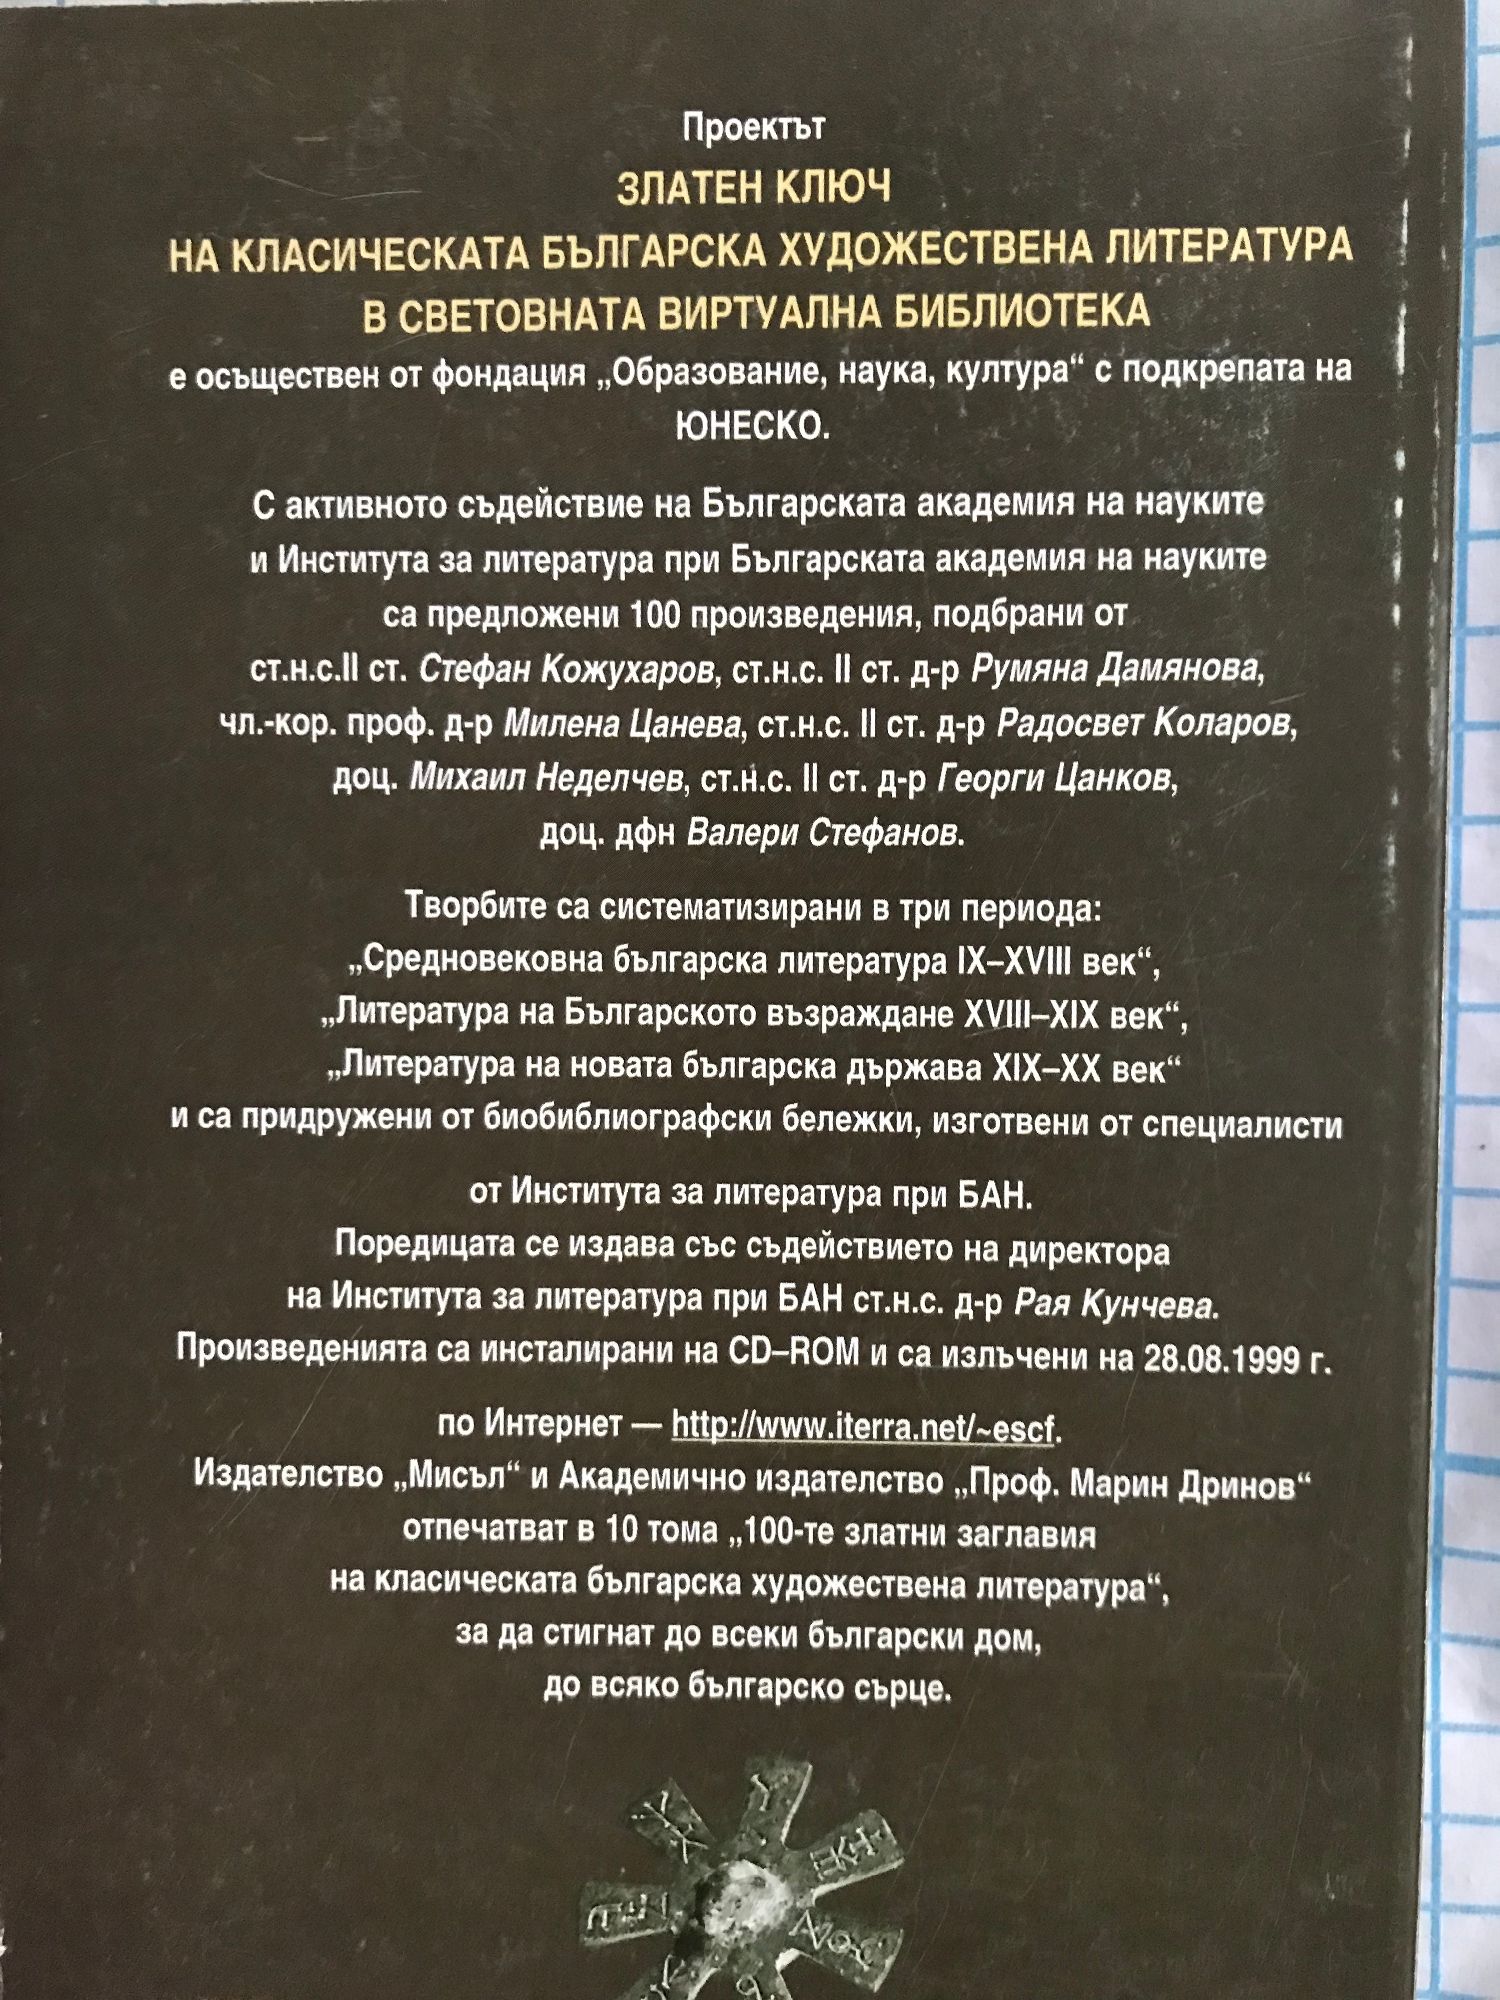 Проектът
ЗЛАТЕН КЛЮЧ
НА КЛАСИЧЕСКАТА БЪЛГАРСКА ХУДОЖЕСТВЕНА ЛИТЕРАТУРА
В СВЕТОВНАТА ВИРТУАЛНА БИБЛИОТЕКА
е осъществен от фондация „Образование, наука, култура“ с подкрепата на
ЮНЕСКО.
С активното съдействие на Българската академия на науките
и Института за литература при Българската академия на науките
са предложени 100 произведения, подбрани от
ст.н.с.II ст. Стефан Кожухаров, ст.н.с. II ст. д-р Румяна Дамянова,
чл.-кор. проф. д-р Милена Цанева, ст.н.с. II ст. д-р Радосвет Коларов,
доц. Михаил Неделчев, ст.н.с. II ст. д-р Георги Цанков,
доц. дфн Валери Стефанов.
Творбите са систематизирани в три периода:
„Средновековна българска литература IX–XVIII век“,
„Литература на Българското възраждане XVIII–XIX век“,
„Литература на новата българска държава XIX–XX век“
и са придружени от биобиблиографски бележки, изготвени от специалисти
от Института за литература при БАН.
Поредицата се издава със съдействието на директора
на Института за литература при БАН ст.н.с. д-р Рая Кунчева.
Произведенията са инсталирани на CD–ROM и са излъчени на 28.08.1999 г.
по Интернет — http://www.iterra.net/~escf.
Издателство „Мисъл“ и Академично издателство „Проф. Марин Дринов“
отпечатват в 10 тома „100-те златни заглавия
на класическата българска художествена литература“,
за да стигнат до всеки български дом,
до всяко българско сърце.